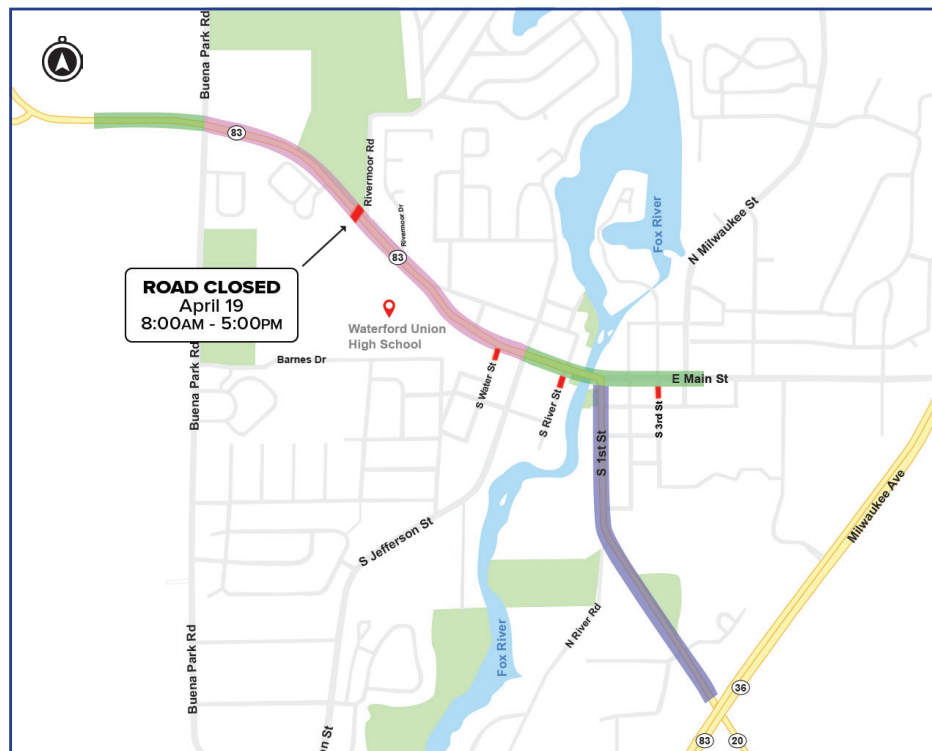 Buena Park Rd
83
Rivermoor Rd
Rivermoor Dr
83
Fox River
N Milwaukee St
ROAD CLOSED
April 19
8:00AM - 5:00PM
Waterford Union
High School
Buena Park Rd
Barnes Dr
S Water St
S River St
E Main St
S 3rd St
S 1st St
Milwaukee Ave
S Jefferson St
N River Rd
Fox River
Buena Park Rd
36
83
20
on St